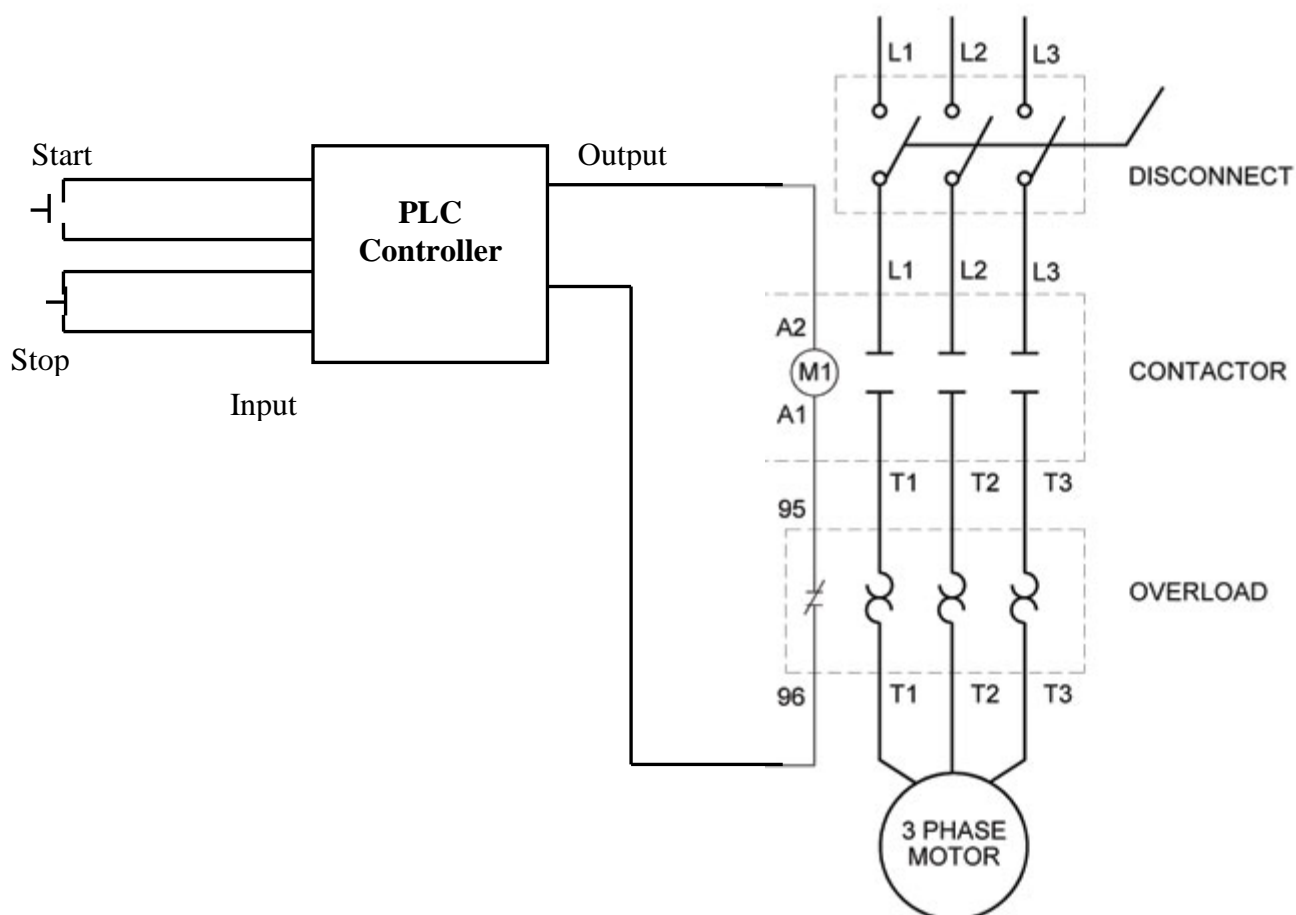 L1 L2 L3
Start
Output
DISCONNECT
PLC
Controller
L1 L2 L3
A2
Stop
M1
CONTACTOR
Input
A1
T1 T2 T3
95
OVERLOAD
96
T1 T2 T3
3 PHASE
MOTOR